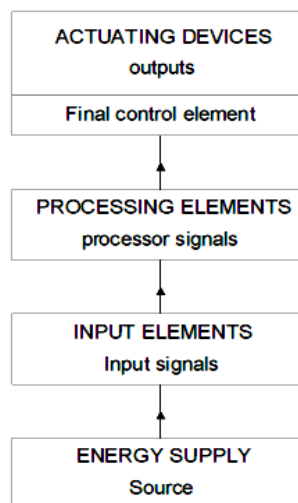 ACTUATING DEVICES
outputs
Final control element
PROCESSING ELEMENTS
processor signals
INPUT ELEMENTS
Input signals
ENERGY SUPPLY
Source